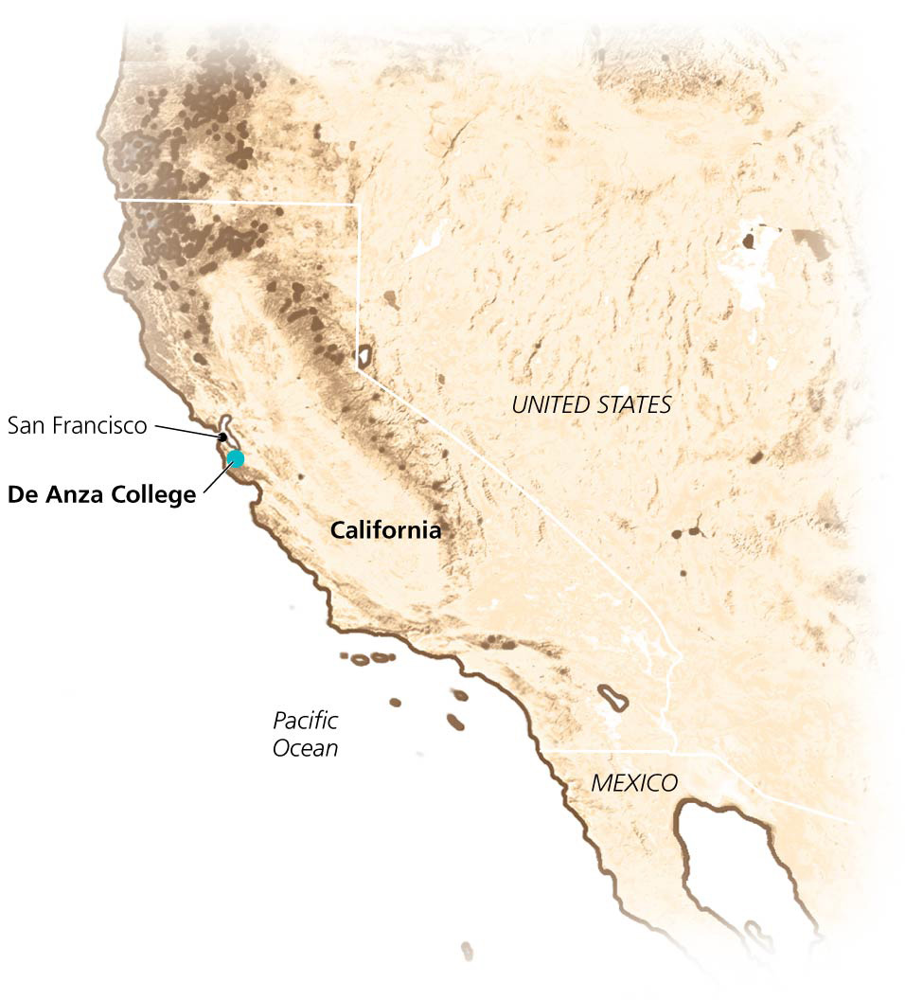 UNITED STATES
San Francisco
De Anza College
California
Pacific
Ocean
MEXICO